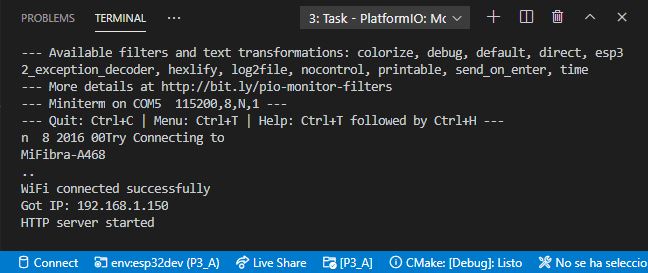 PROBLEMS TERMINAL ... 3: Task - PlatformIO: Mc
--- Available filters and text transformations: colorize, debug, default, direct, esp3
2_exception_decoder, hexlify, log2file, nocontrol, printable, send_on_enter, time
--- More details at http://bit.ly/pio-monitor-filters
--- Miniterm on COM5  115200,8,N,1 ---
--- Quit: Ctrl+C | Menu: Ctrl+T | Help: Ctrl+T followed by Ctrl+H ---
n  8 2016 00Try Connecting to
MiFibra-A468
..
WiFi connected successfully
Got IP: 192.168.1.150
HTTP server started
Connect env:esp32dev (P3_A) Live Share [P3_A] CMake: [Debug]: Listo No se ha seleccio